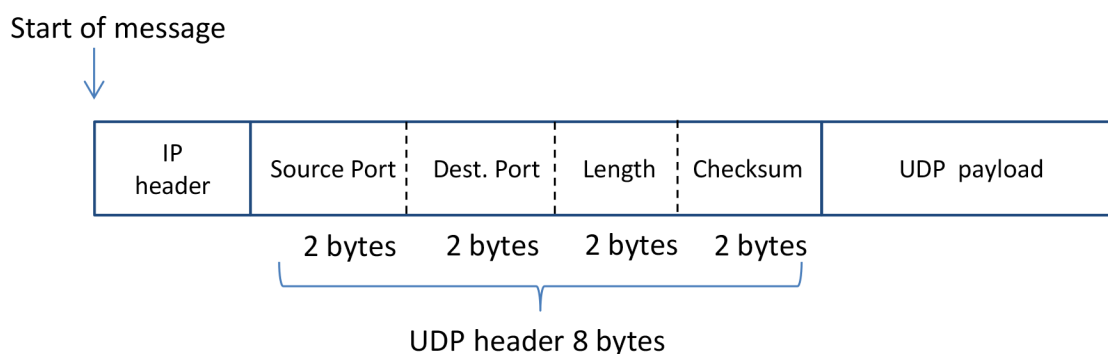 Start of message
IP
header
Source Port
Dest. Port
Length
Checksum
UDP payload
2 bytes
2 bytes
2 bytes
2 bytes
UDP header 8 bytes